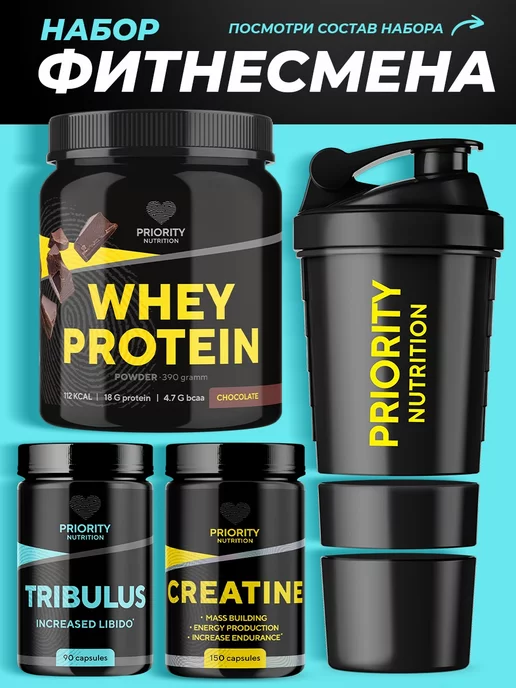 НАБОР
ПОСМОТРИ СОСТАВ НАБОРА
ФИТНЕСМЕНА
PRIORITY
NUTRITION
WHEY
PROTEIN
POWDER · 390 gramm
112 KCAL | 18 G protein | 4.7 G bcaa
CHOCOLATE
PRIORITY
NUTRITION
PRIORITY
NUTRITION
TRIBULUS
INCREASED LIBIDO*
90 capsules
PRIORITY
NUTRITION
CREATINE
• MASS BUILDING
• ENERGY PRODUCTION
• INCREASE ENDURANCE*
150 capsules